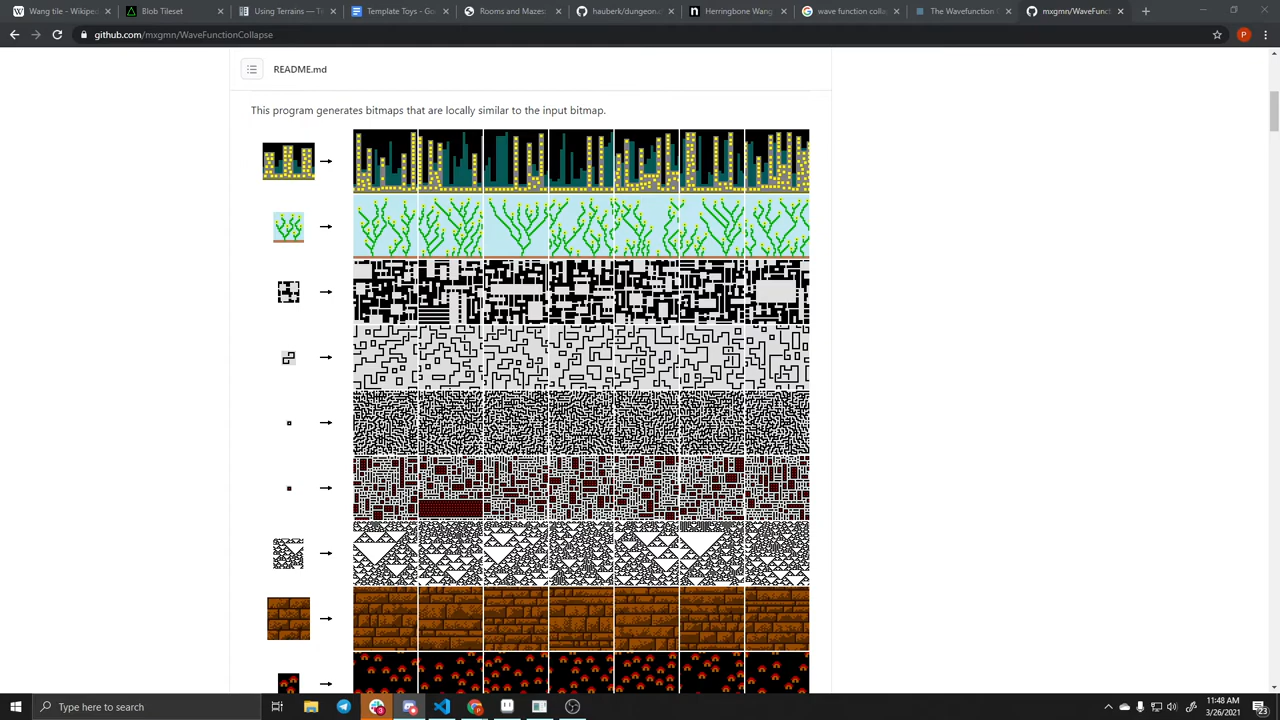 Wang tile - Wikipe
Blob Tileset
Using Tiles
Template Toys - Go
Rooms and Mazes
hauberk/dungeon.
Herringbone Wang
wave function colla
The Wavefunction C
mxgmn/WaveFunct
github.com/mxgmn/WaveFunctionCollapse
P
README.md
This program generates bitmaps that are locally similar to the input bitmap.
Type here to search
11:48 AM
3/26/2021
23